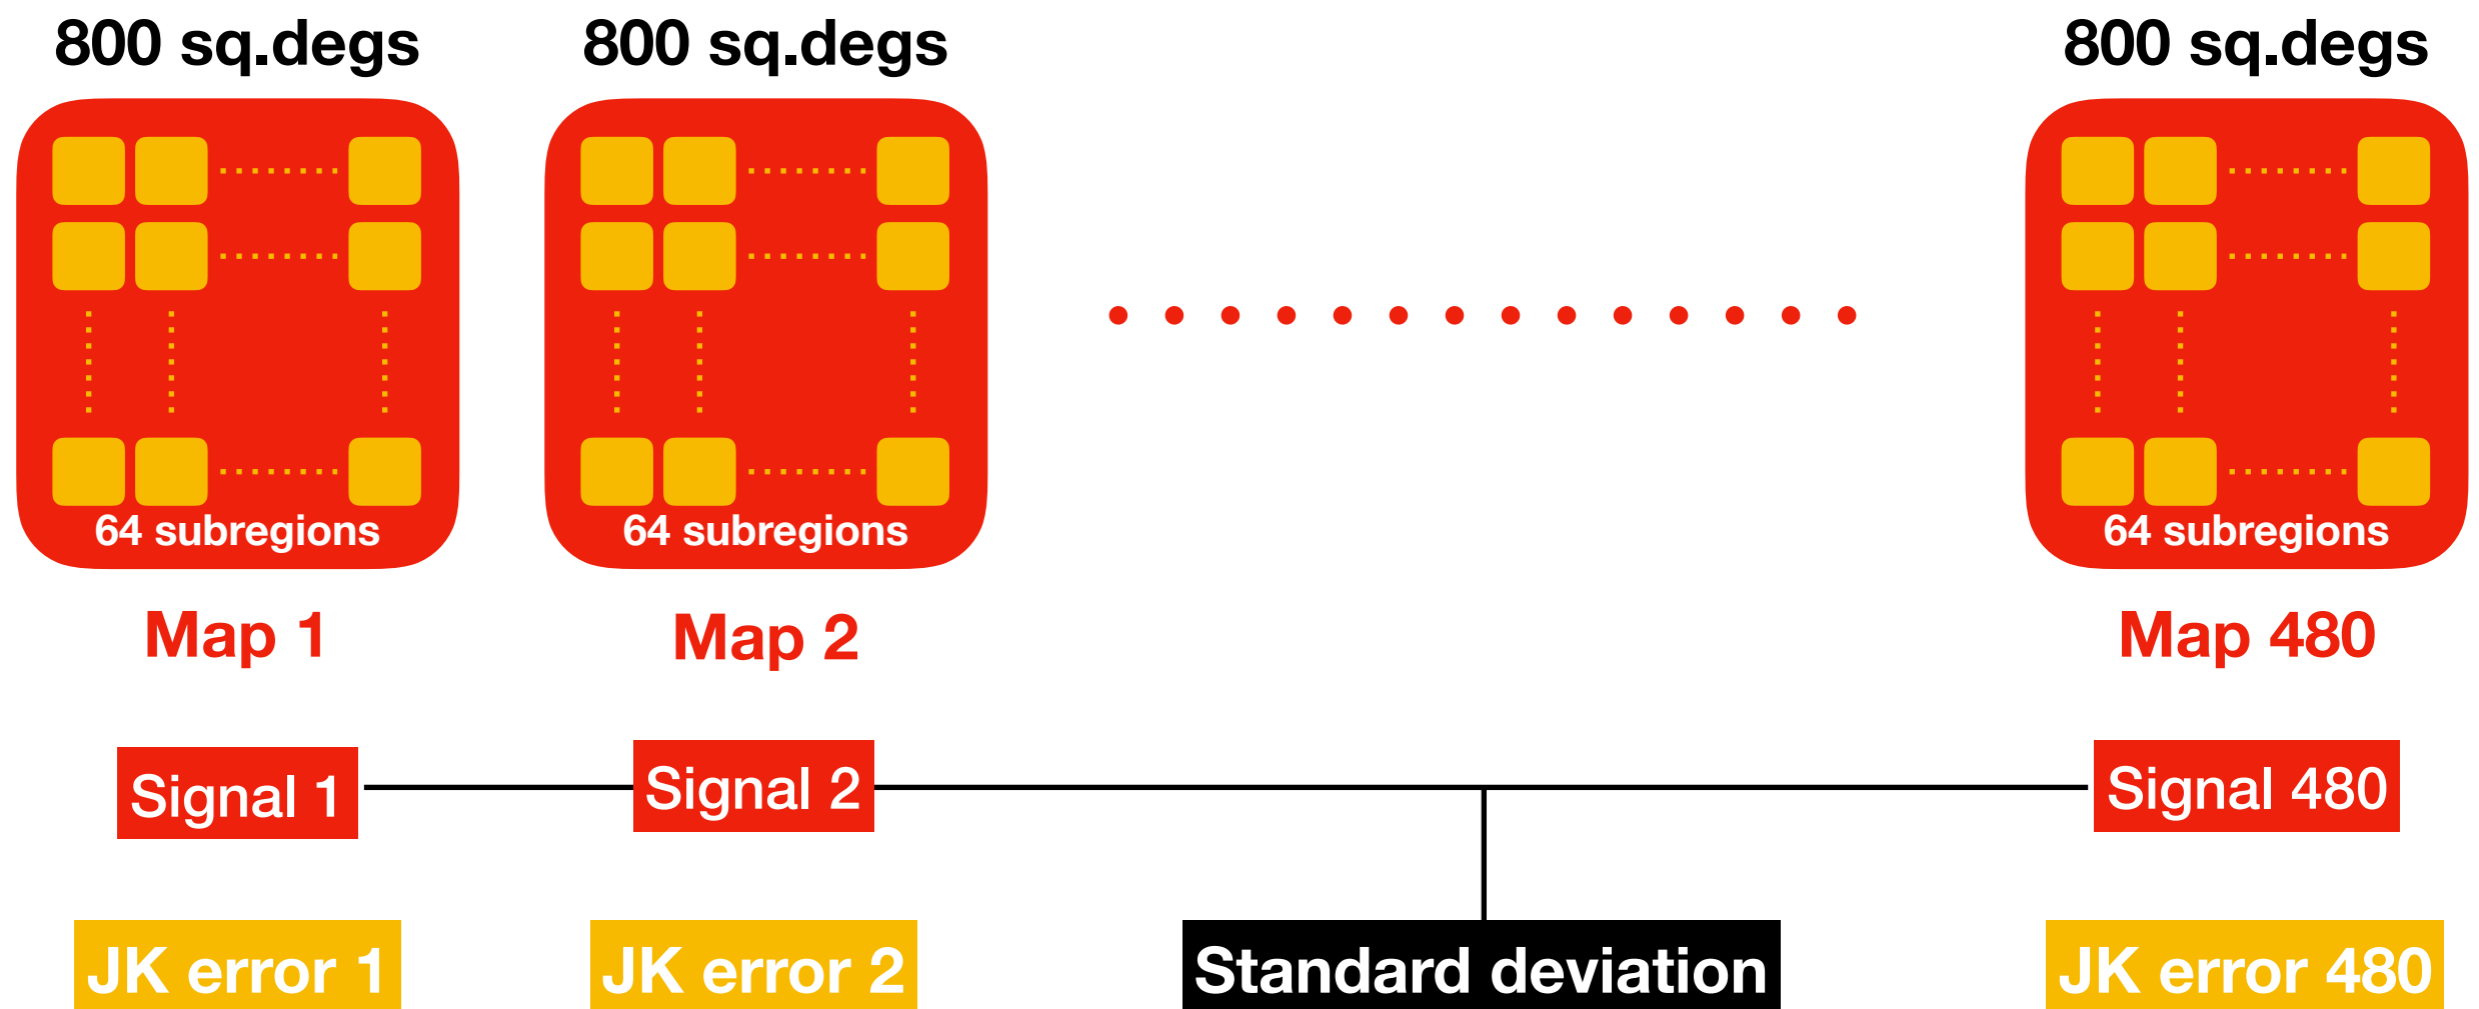 800 sq.degs
800 sq.degs
800 sq.degs
64 subregions
64 subregions
64 subregions
Map 1
Map 2
Map 480
Signal 1
Signal 2
Signal 480
JK error 1
JK error 2
Standard deviation
JK error 480